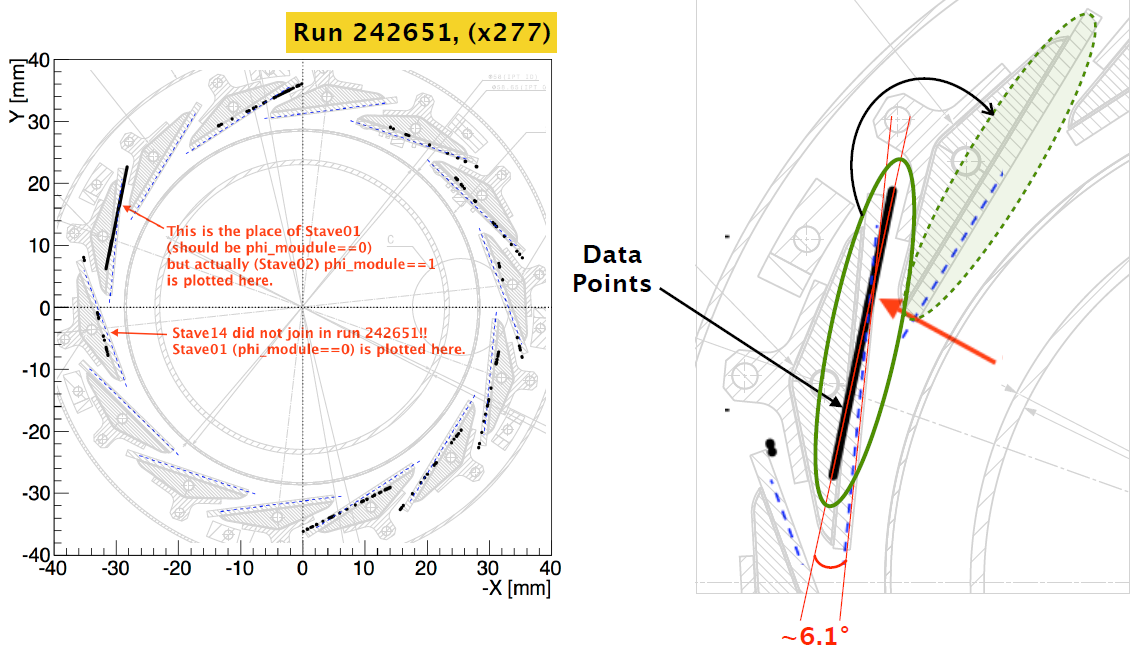 Run 242651, (x277)
Y [mm]
40
30
20
10
0
-10
-20
-30
-40
This is the place of Stave01
(should be phi_moudule==0)
but actually (Stave02) phi_module==1
is plotted here.
Stave14 did not join in run 242651!!
Stave01 (phi_module==0) is plotted here.
C
-40 -30 -20 -10 0 10 20 30 40
-X [mm]
Data
Points
~6.1°